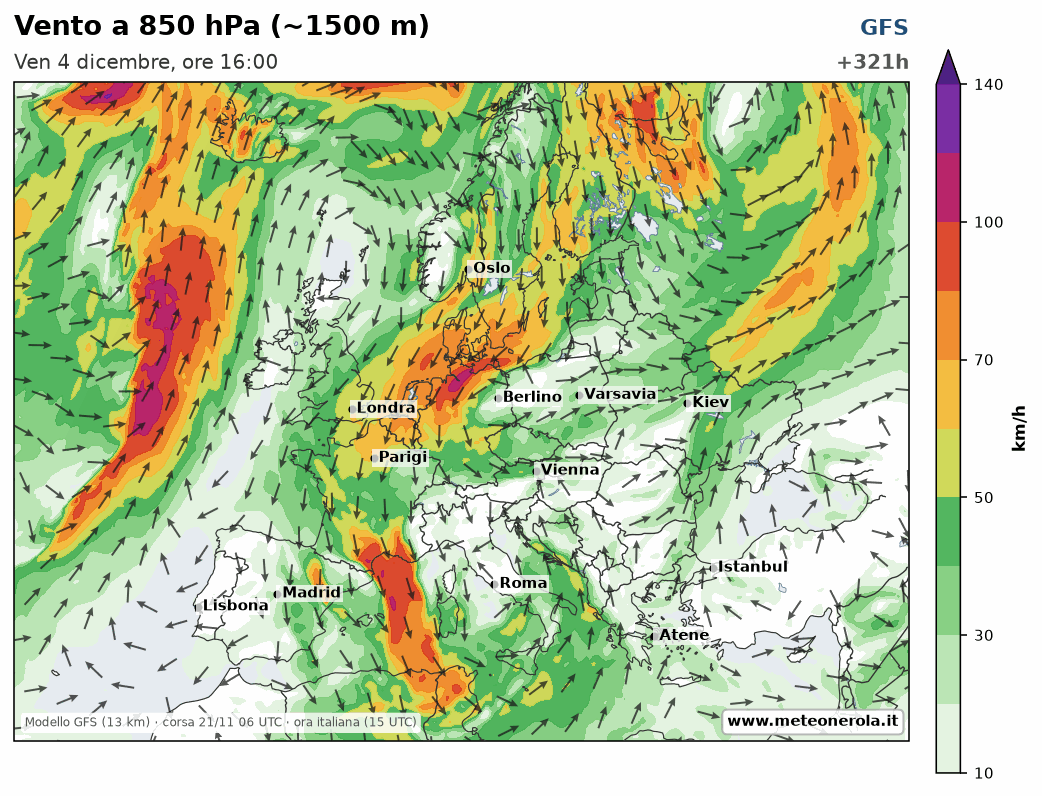 Vento a 850 hPa (~1500 m)
GFS
Ven 4 dicembre, ore 16:00
+321h
140
100
70
50
30
10
km/h
Oslo
Berlino
Varsavia
Kiev
Londra
Parigi
Vienna
Istanbul
Roma
Madrid
Lisbona
Atene
Modello GFS (13 km) · corsa 21/11 06 UTC · ora italiana (15 UTC)
www.meteonerola.it